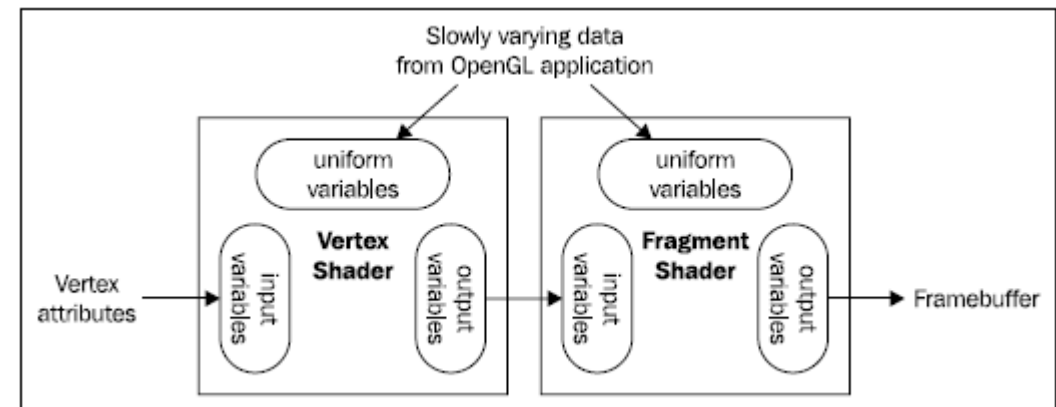 Slowly varying data
from OpenGL application
uniform
variables
uniform
variables
Vertex
attributes
input
variables
Vertex
Shader
output
variables
input
variables
Fragment
Shader
output
variables
Framebuffer